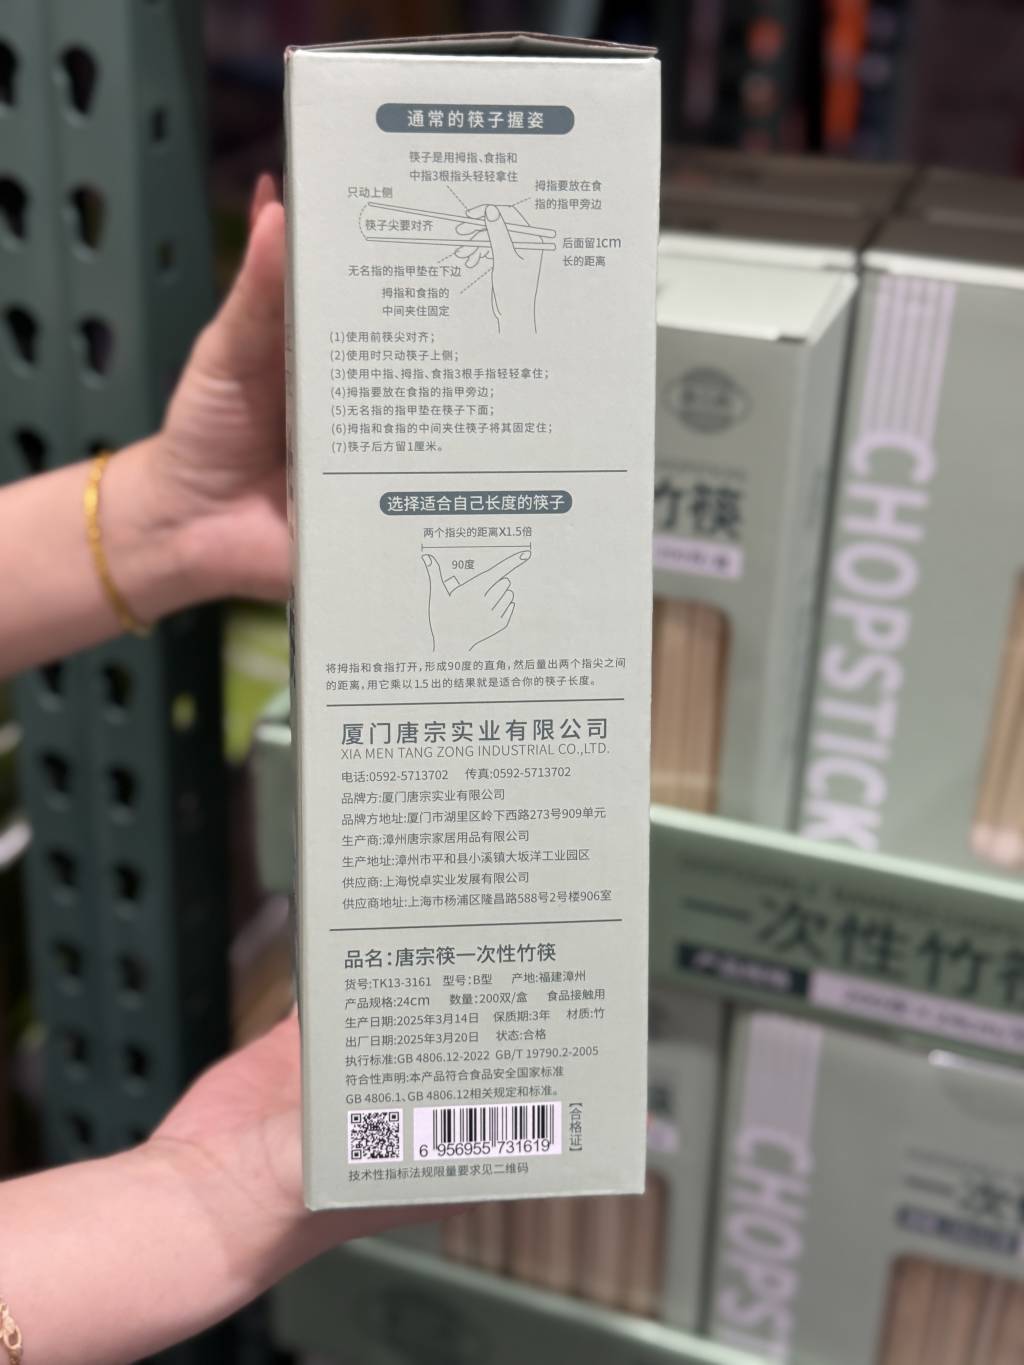 通常的筷子握姿
筷子是用拇指、食指和
中指3根指头轻轻拿住
只动上侧
拇指要放在食
指的指甲旁边
筷子尖要对齐
后面留1cm
长的距离
无名指的指甲垫在下边
拇指和食指的
中间夹住固定
(1)使用前筷尖对齐；
(2)使用时只动筷子上侧；
(3)使用中指、拇指、食指3根手指轻轻拿住；
(4)拇指要放在食指的指甲旁边；
(5)无名指的指甲垫在筷子下面；
(6)拇指和食指的中间夹住筷子将其固定住；
(7)筷子后方留1厘米。
选择适合自己长度的筷子
两个指尖的距离X1.5倍
90度
将拇指和食指打开，形成90度的直角，然后量出两个指尖之间
的距离，用它乘以1.5出的结果就是适合你的筷子长度。
厦门唐宗实业有限公司
XIA MEN TANG ZONG INDUSTRIAL CO.,LTD.
电话:0592-5713702 传真:0592-5713702
品牌方:厦门唐宗实业有限公司
品牌方地址:厦门市湖里区岭下西路273号909单元
生产商:漳州唐宗家居用品有限公司
生产地址:漳州市平和县小溪镇大坂洋工业园区
供应商:上海悦卓实业发展有限公司
供应商地址:上海市杨浦区隆昌路588号2号楼906室
品名:唐宗筷一次性竹筷
货号:TK13-3161 型号:B型 产地:福建漳州
产品规格:24cm 数量:200双/盒 食品接触用
生产日期:2025年3月14日 保质期:3年 材质:竹
出厂日期:2025年3月20日 状态:合格
执行标准:GB 4806.12-2022 GB/T 19790.2-2005
符合性声明:本产品符合食品安全国家标准
GB 4806.1、GB 4806.12相关规定和标准。
6 956955 731619
【合格证】
技术性指标法规限量要求见二维码
竹筷
CHOPSTICK
一次性竹筷
CHOPSTI
一次